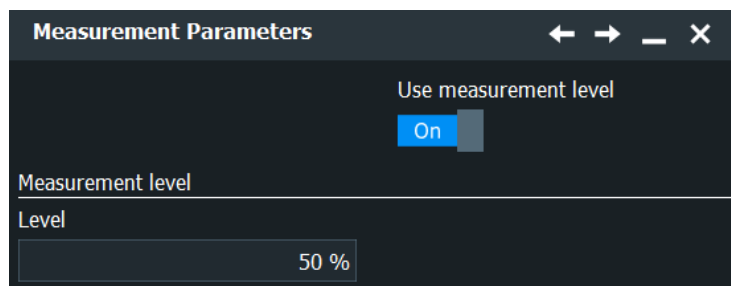 Measurement Parameters
Use measurement level
On
Measurement level
Level
50 %